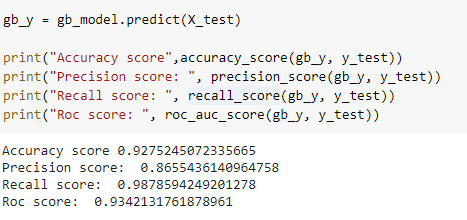 gb_y = gb_model.predict(X_test)
print("Accuracy score",accuracy_score(gb_y, y_test))
print("Precision score: ", precision_score(gb_y, y_test))
print("Recall score: ", recall_score(gb_y, y_test))
print("Roc score: ", roc_auc_score(gb_y, y_test))
Accuracy score 0.9275245072335665
Precision score:  0.8655436140964758
Recall score:  0.9878594249201278
Roc score:  0.9342131761878961